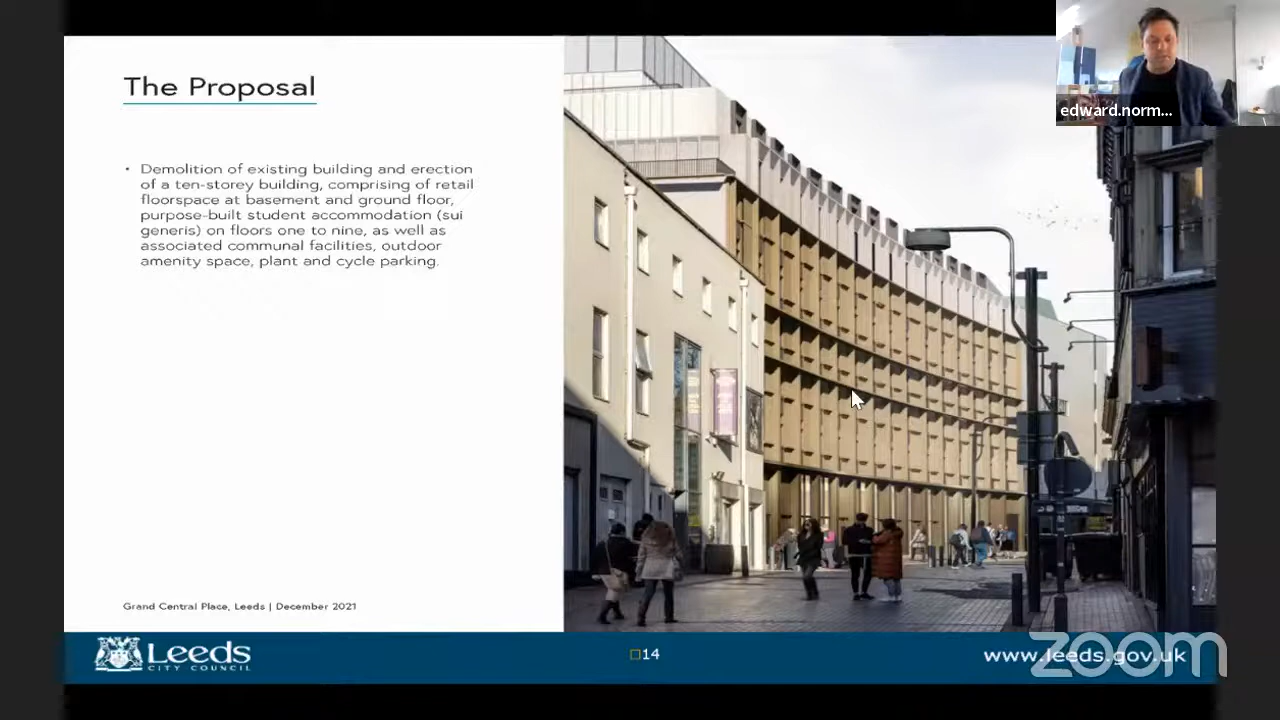 The Proposal
edward.norm...
• Demolition of existing building and erection
of a ten-storey building, comprising of retail
floorspace at basement and ground floor,
purpose-built student accommodation (sui
generis) on floors one to nine, as well as
associated communal facilities, outdoor
amenity space, plant and cycle parking.
Grand Central Place, Leeds | December 2021
Leeds
CITY COUNCIL
14
www.leeds.gov.uk
zoom